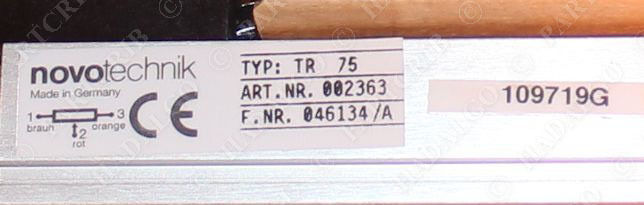 novotechnik
Made in Germany
1 3
braun orange
2
rot
CE
TYP: TR 75
ART.NR. 002363
F.NR. 046134/A
109719G